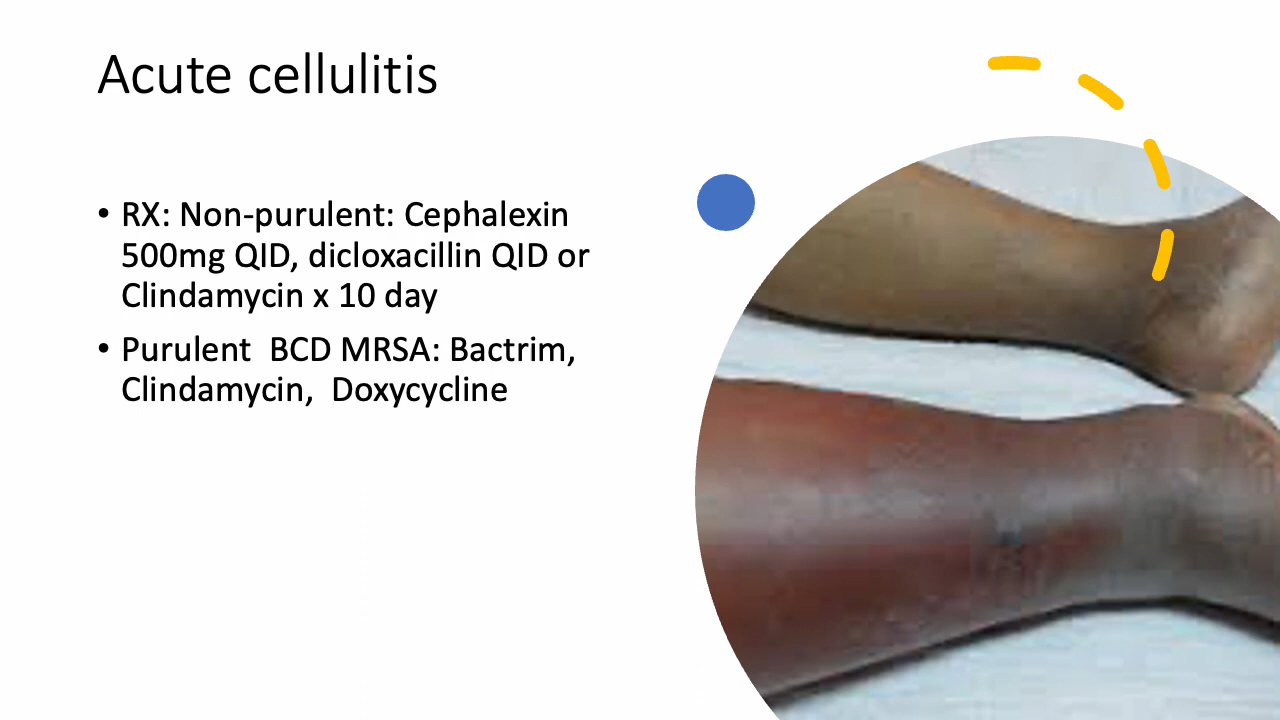 Acute cellulitis
• RX: Non-purulent: Cephalexin
500mg QID, dicloxacillin QID or
Clindamycin x 10 day
• Purulent  BCD MRSA: Bactrim,
Clindamycin,  Doxycycline